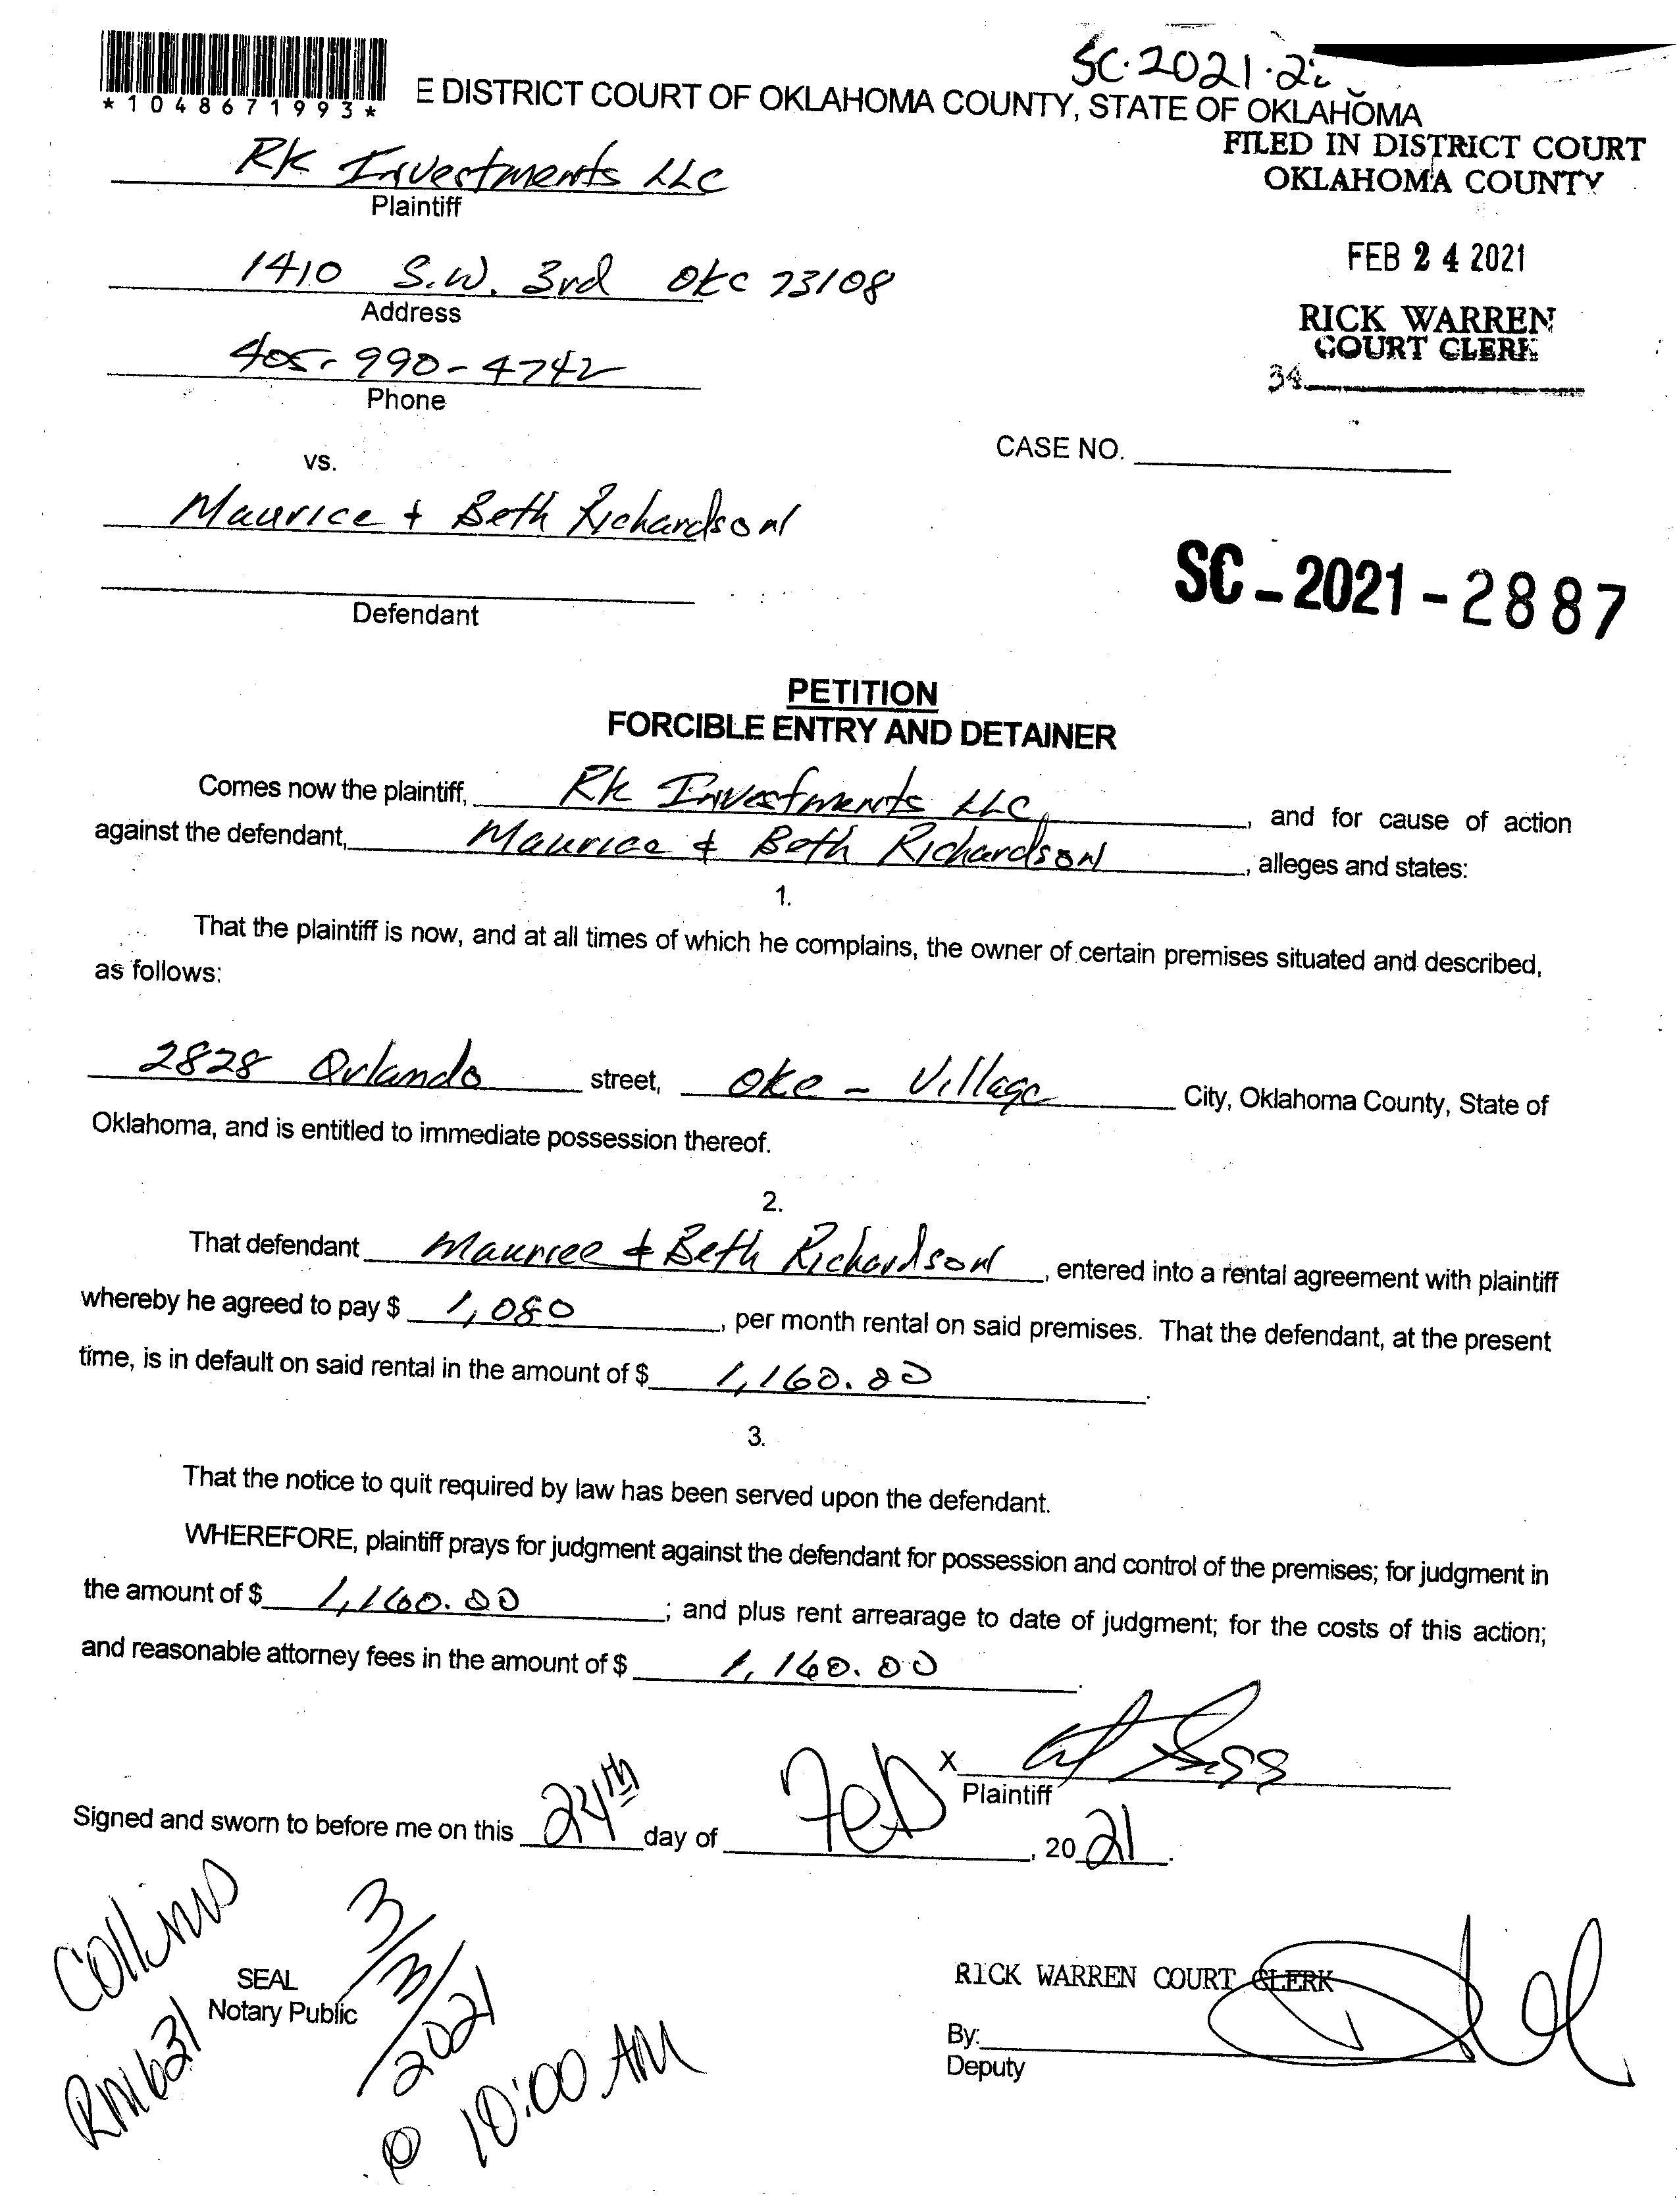 SC-2021-2
*1048671993*
E DISTRICT COURT OF OKLAHOMA COUNTY, STATE OF OKLAHOMA
FILED IN DISTRICT COURT
OKLAHOMA COUNTY
RK Investments LLC
Plaintiff
FEB 24 2021
1410 S.W. 3rd OKC 73108
Address
RICK WARREN
COURT CLERK
405-990-4742
Phone
34
CASE NO.
vs.
Maurice + Beth Richardson
SC-2021-2887
Defendant
PETITION
FORCIBLE ENTRY AND DETAINER
Comes now the plaintiff, RK Investments LLC, and for cause of action
against the defendant, Maurice + Beth Richardson, alleges and states:
1.
That the plaintiff is now, and at all times of which he complains, the owner of certain premises situated and described,
as follows:
2828 Orlando street, OKC - Village City, Oklahoma County, State of
Oklahoma, and is entitled to immediate possession thereof.
2.
That defendant Maurice + Beth Richardson, entered into a rental agreement with plaintiff
whereby he agreed to pay $ 1,080, per month rental on said premises. That the defendant, at the present
time, is in default on said rental in the amount of $ 1,160.00.
3.
That the notice to quit required by law has been served upon the defendant.
WHEREFORE, plaintiff prays for judgment against the defendant for possession and control of the premises; for judgment in
the amount of $ 1,160.00; and plus rent arrearage to date of judgment; for the costs of this action;
and reasonable attorney fees in the amount of $ 1,160.00.
X
Plaintiff
Signed and sworn to before me on this 24th day of Feb, 2021.
Collins
RM 631
3/3/2021
@ 10:00 AM
SEAL
Notary Public
RICK WARREN COURT CLERK
By:
Deputy